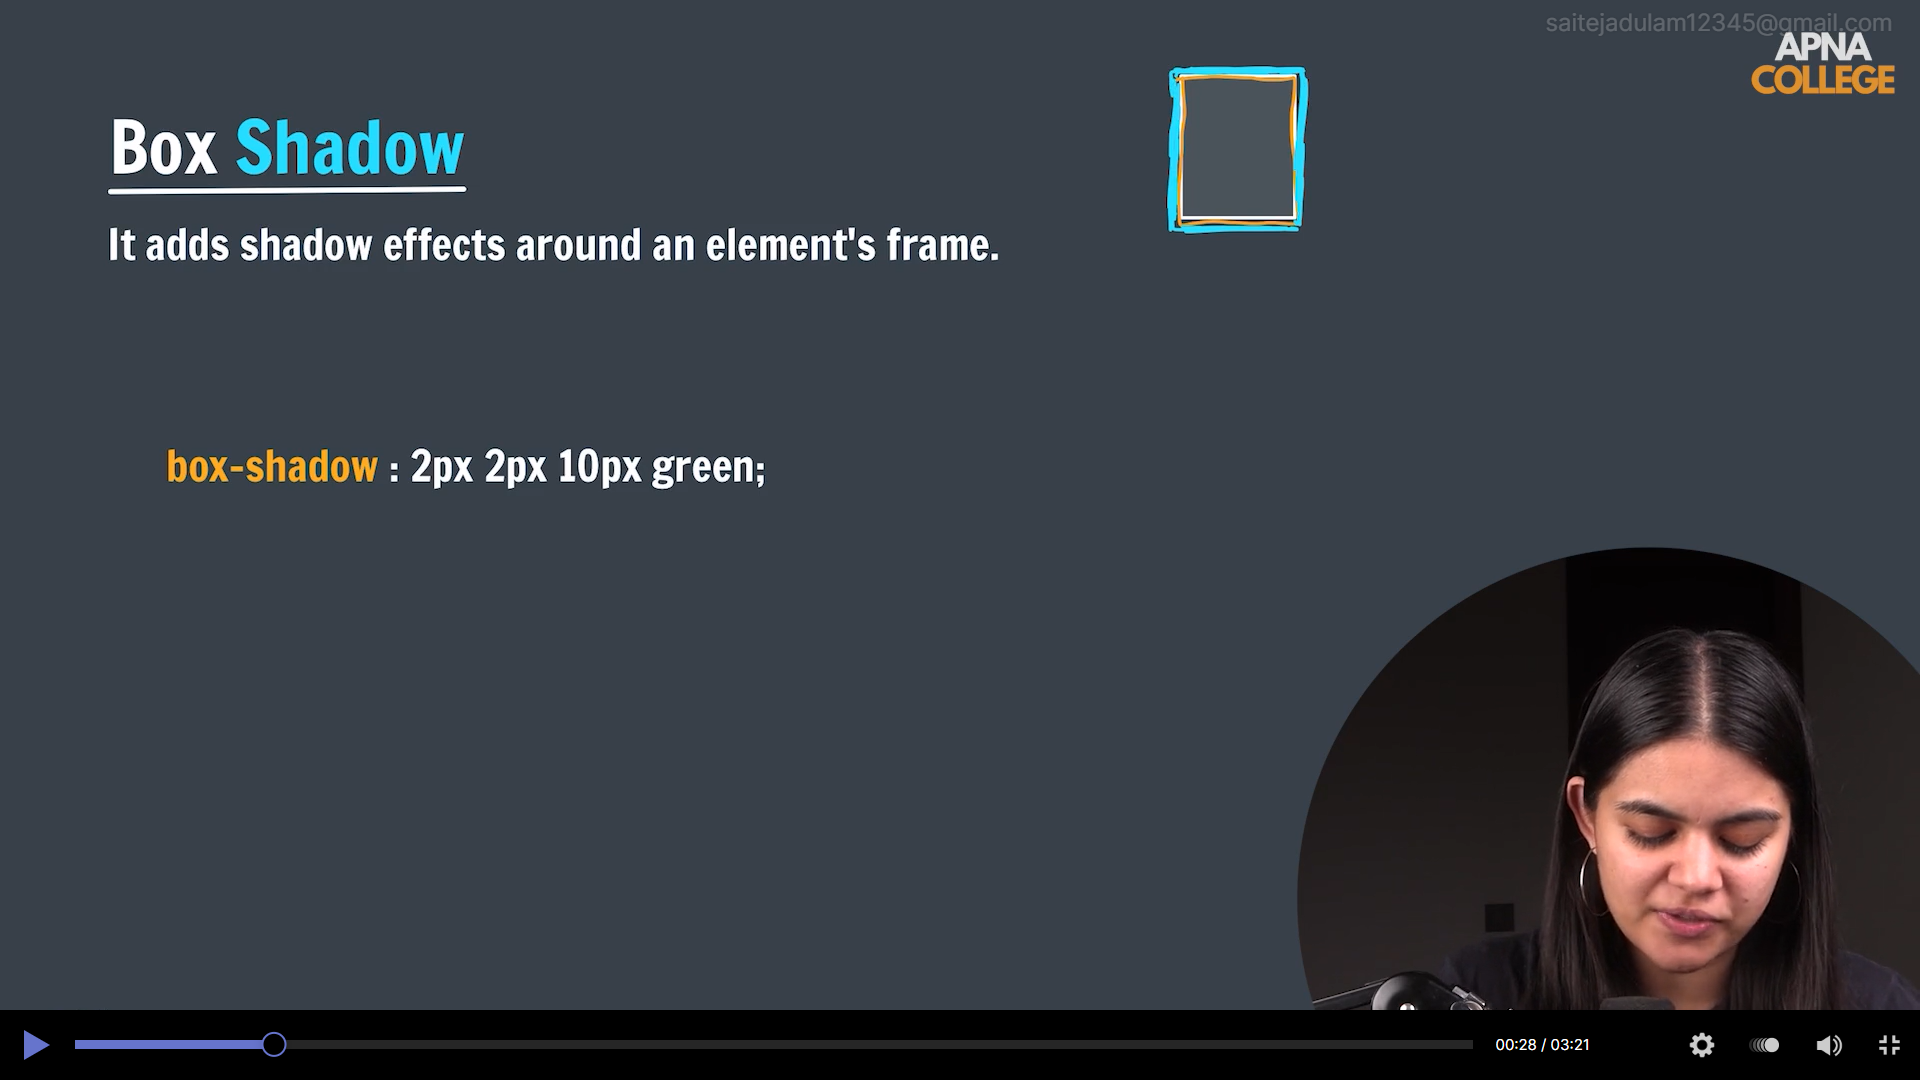 saitejadulam12345@gmail.com
APNA
COLLEGE
Box Shadow
It adds shadow effects around an element's frame.
box-shadow : 2px 2px 10px green;
00:28 / 03:21